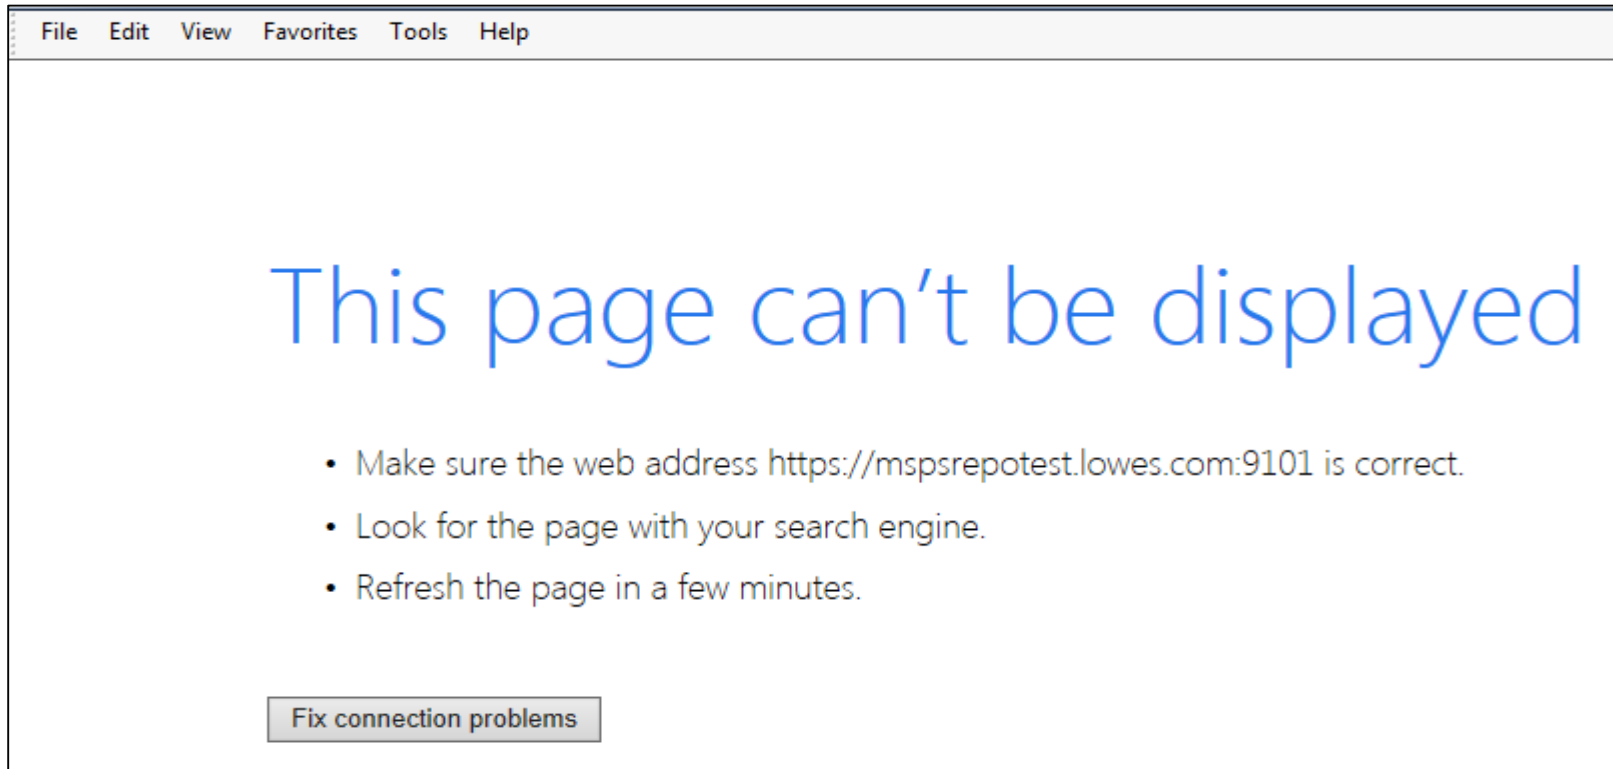 File Edit View Favorites Tools Help
This page can’t be displayed
• Make sure the web address https://mspsrepotest.lowes.com:9101 is correct.
• Look for the page with your search engine.
• Refresh the page in a few minutes.
Fix connection problems